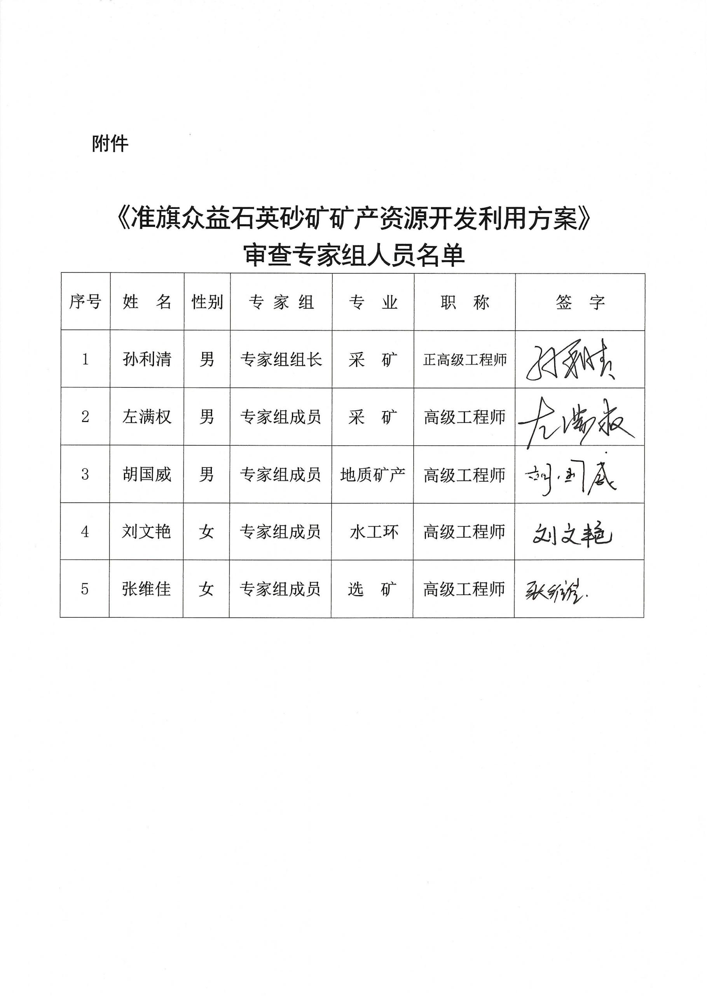 附件
《准旗众益石英砂矿矿产资源开发利用方案》
审查专家组人员名单
序号 姓 名 性别 专 家 组 专 业 职 称 签 字
1 孙利清 男 专家组组长 采 矿 正高级工程师 孙利清
2 左满权 男 专家组成员 采 矿 高级工程师 左满权
3 胡国威 男 专家组成员 地质矿产 高级工程师 胡国威
4 刘文艳 女 专家组成员 水工环 高级工程师 刘文艳
5 张维佳 女 专家组成员 选 矿 高级工程师 张维佳